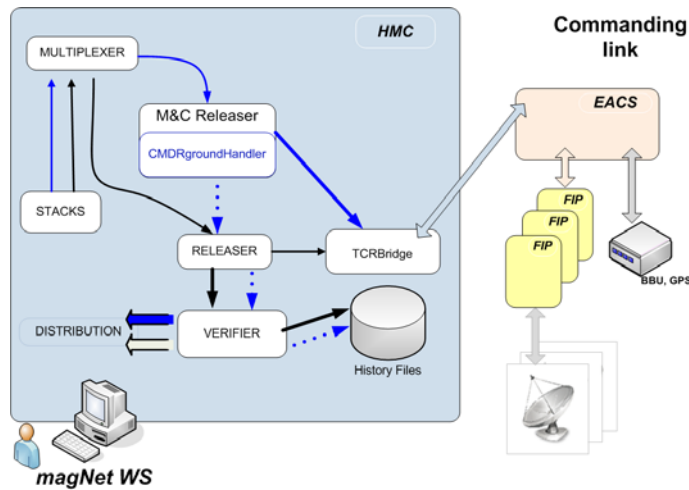 HMC
Commanding
link
MULTIPLEXER
EACS
M&C Releaser
CMDRgroundHandler
FIP
FIP
FIP
STACKS
RELEASER
TCRBridge
BBU, GPS
DISTRIBUTION
VERIFIER
History Files
magNet WS